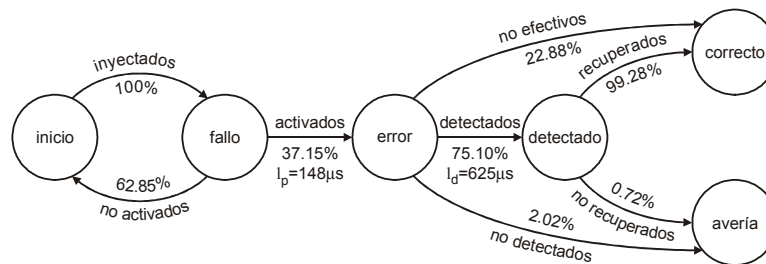 inicio
inyectados
100%
62.85%
no activados
fallo
activados
37.15%
lp=148μs
error
no efectivos
22.88%
detectados
75.10%
ld=625μs
2.02%
no detectados
detectado
recuperados
99.28%
0.72%
no recuperados
correcto
avería